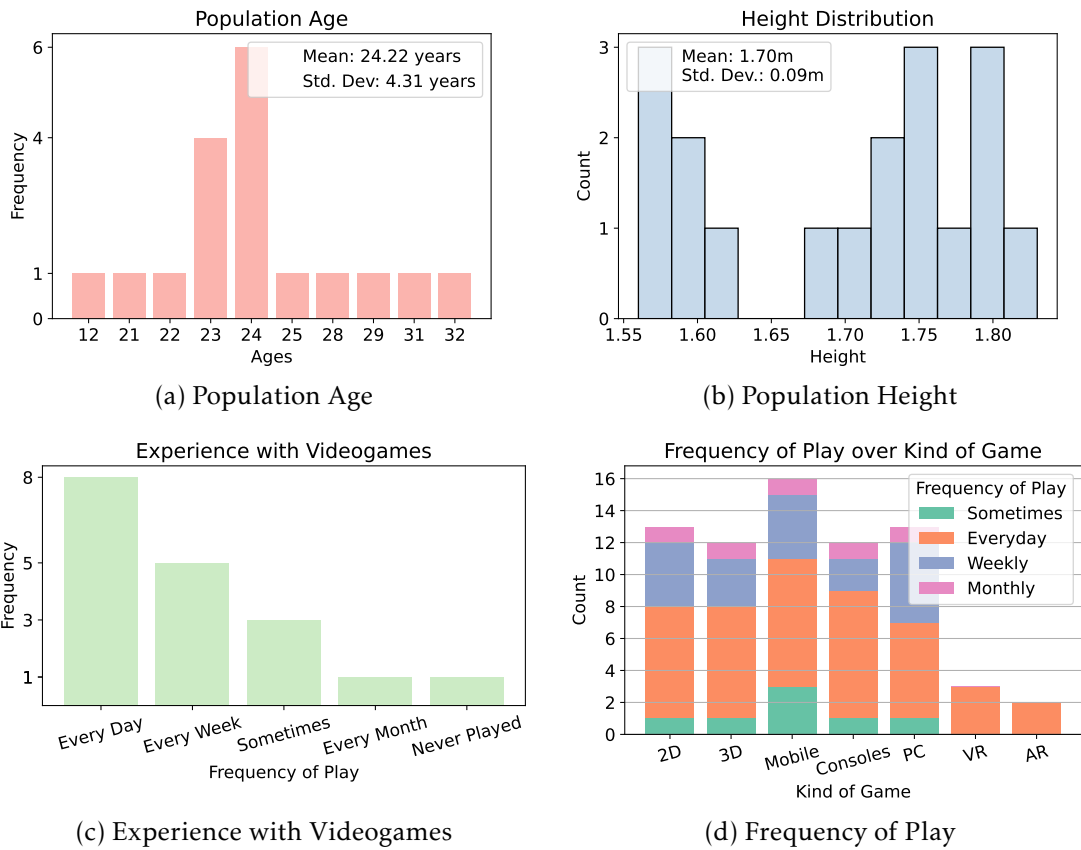 Population Age
6
4
1
0
Frequency
Mean: 24.22 years
Std. Dev: 4.31 years
12 21 22 23 24 25 28 29 31 32
Ages
(a) Population Age
Height Distribution
3
2
1
0
Count
Mean: 1.70m
Std. Dev.: 0.09m
1.55 1.60 1.65 1.70 1.75 1.80
Height
(b) Population Height
Experience with Videogames
8
5
3
1
Frequency
Every Day Every Week Sometimes Every Month Never Played
Frequency of Play
(c) Experience with Videogames
Frequency of Play over Kind of Game
16
14
12
10
8
6
4
2
0
Count
Frequency of Play
Sometimes
Everyday
Weekly
Monthly
2D 3D Mobile Consoles PC VR AR
Kind of Game
(d) Frequency of Play